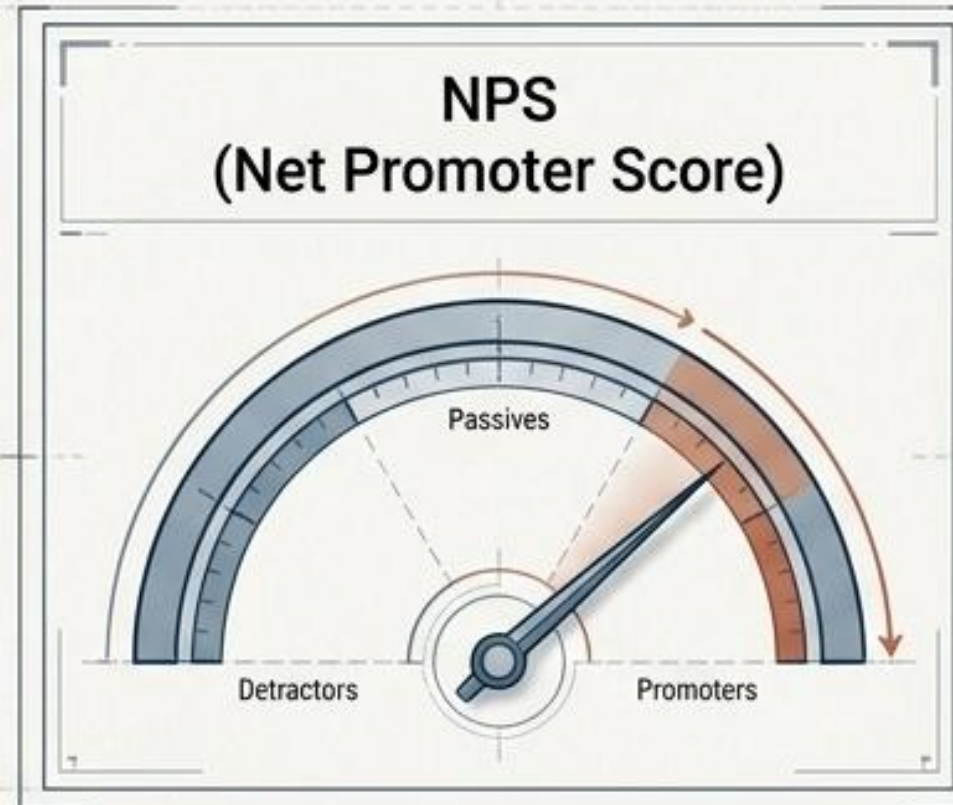 NPS
(Net Promoter Score)
Passives
Detractors
Promoters